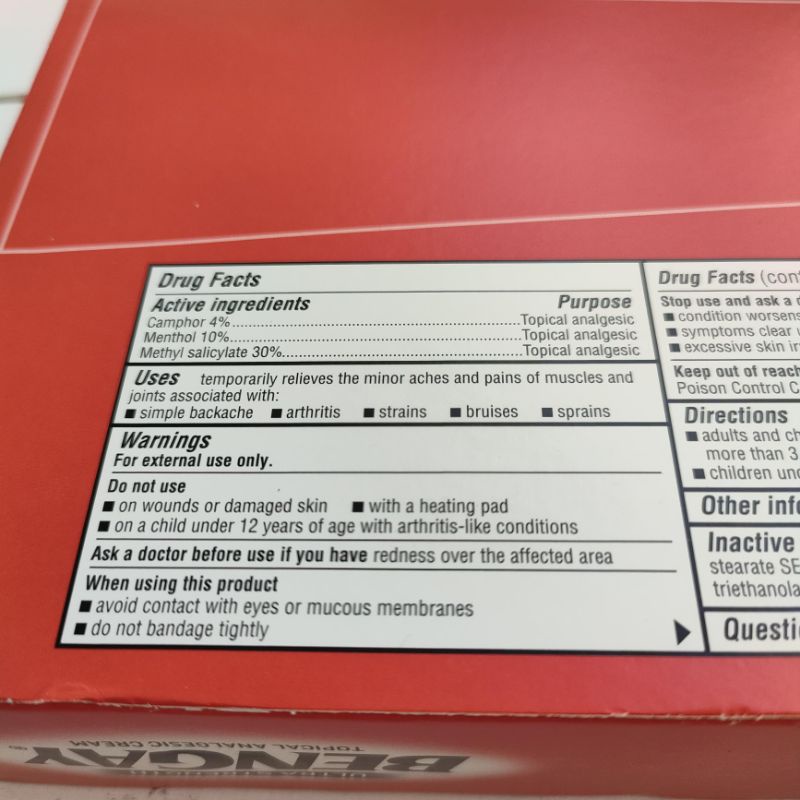 Drug Facts
Active ingredients Purpose
Camphor 4%..........Topical analgesic
Menthol 10%..........Topical analgesic
Methyl salicylate 30%..........Topical analgesic
Uses temporarily relieves the minor aches and pains of muscles and
joints associated with:
■ simple backache ■ arthritis ■ strains ■ bruises ■ sprains
Warnings
For external use only.
Do not use
■ on wounds or damaged skin ■ with a heating pad
■ on a child under 12 years of age with arthritis-like conditions
Ask a doctor before use if you have redness over the affected area
When using this product
■ avoid contact with eyes or mucous membranes
■ do not bandage tightly
Drug Facts (con
Stop use and ask a
■ condition worsens
■ symptoms clear
■ excessive skin
Keep out of reach
Poison Control C
Directions
■ adults and ch
more than 3
■ children und
Other info
Inactive
stearate SE
triethanola
Questi
ULTRA STRENGTH
BENGAY®
TOPICAL ANALGESIC CREAM